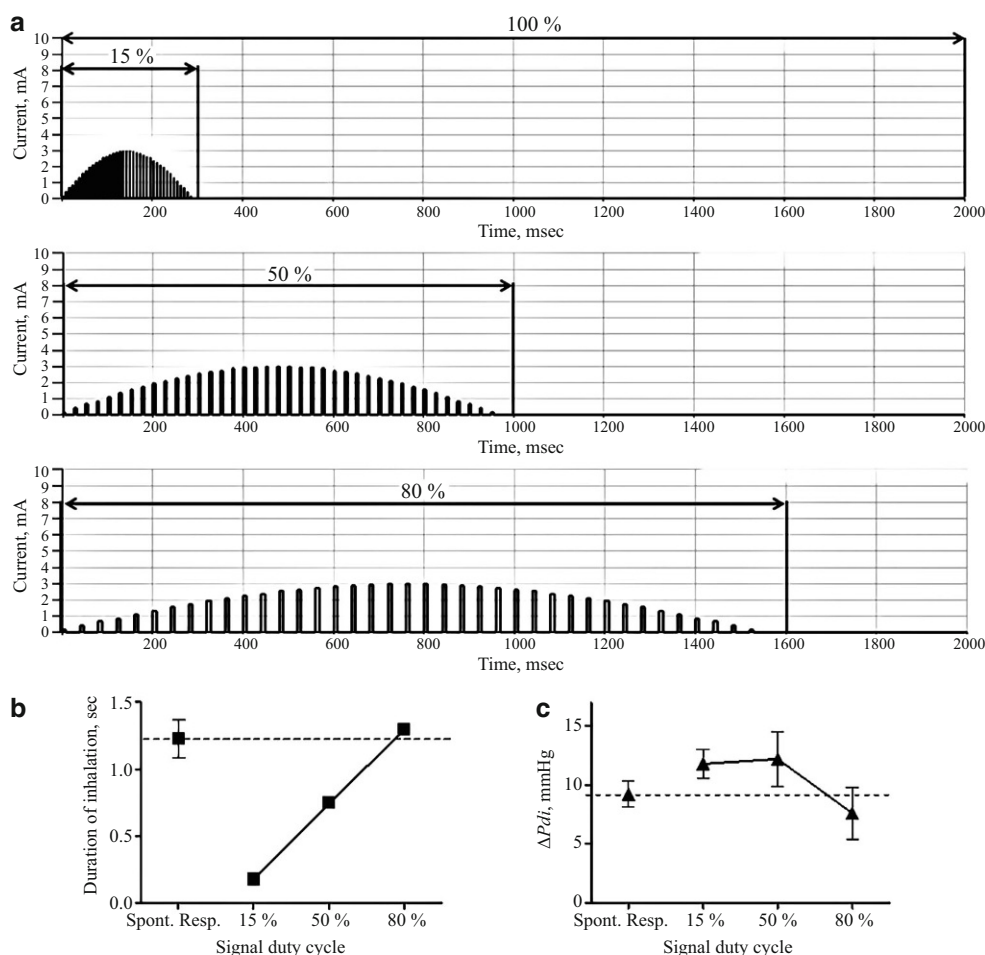 a
100 %
15 %
10
9
8
7
6
5
4
3
2
1
0
Current, mA
200 400 600 800 1000 1200 1400 1600 1800 2000
Time, msec
50 %
10
9
8
7
6
5
4
3
2
1
0
Current, mA
200 400 600 800 1000 1200 1400 1600 1800 2000
Time, msec
80 %
10
9
8
7
6
5
4
3
2
1
0
Current, mA
200 400 600 800 1000 1200 1400 1600 1800 2000
Time, msec
b
1.5
1.0
0.5
0.0
Duration of inhalation, sec
Spont. Resp. 15 % 50 % 80 %
Signal duty cycle
c
15
10
5
0
ΔPdi, mmHg
Spont. Resp. 15 % 50 % 80 %
Signal duty cycle